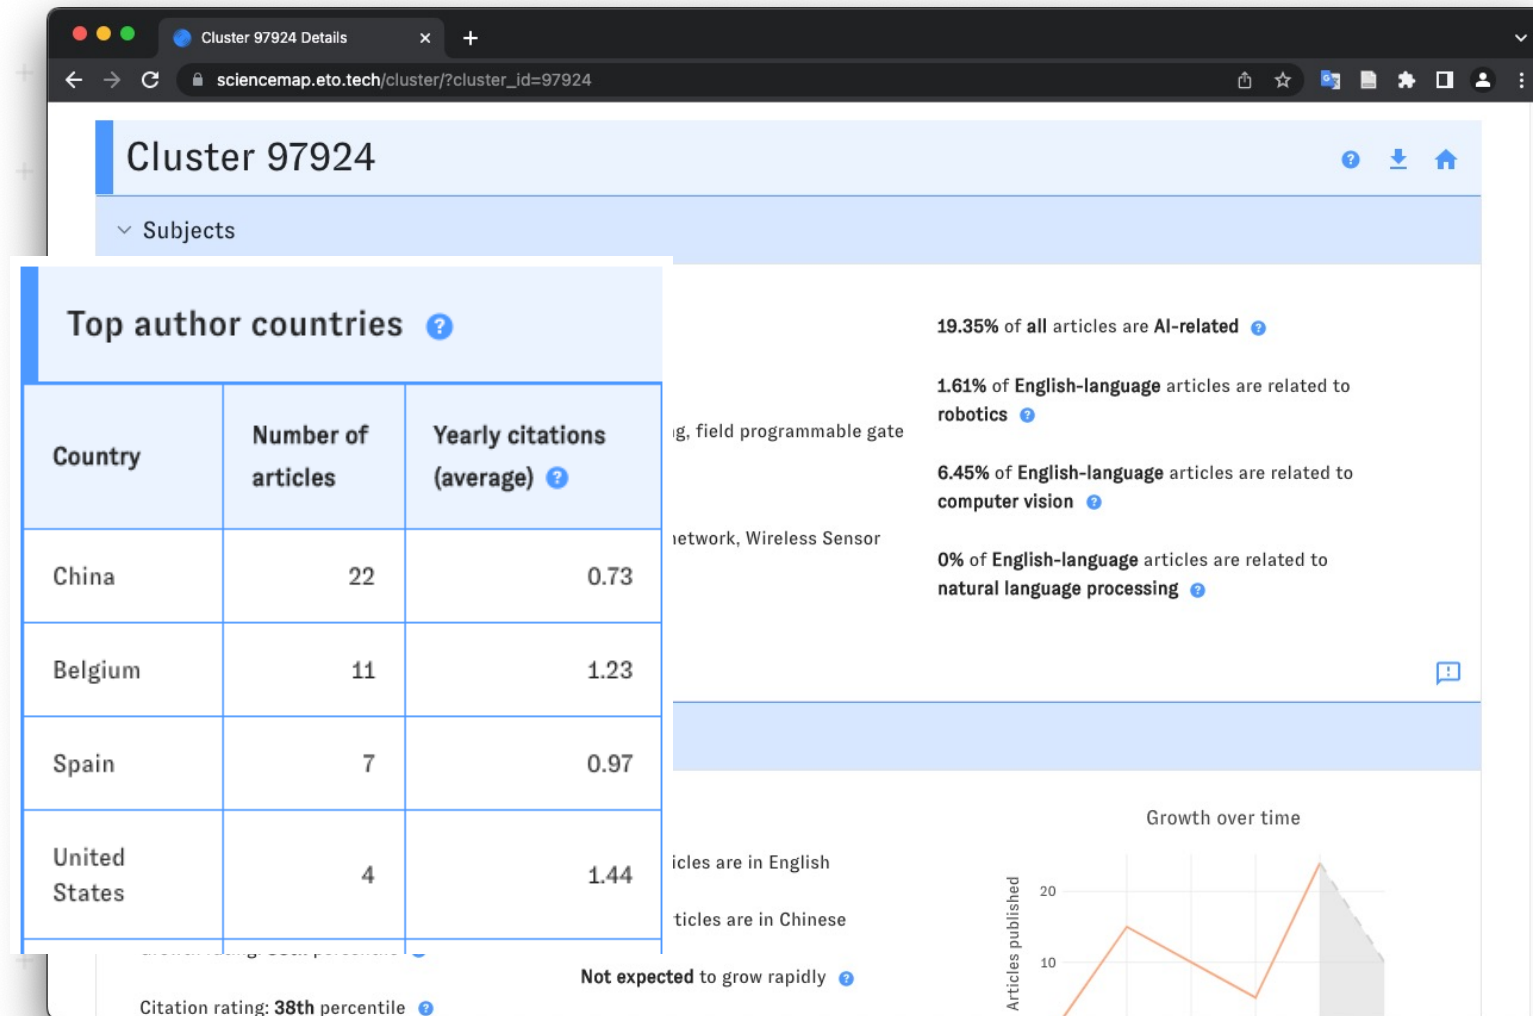 Cluster 97924 Details
sciencemap.eto.tech/cluster/?cluster_id=97924
Cluster 97924
Subjects
Top author countries
Country
Number of articles
Yearly citations (average)
China 22 0.73
Belgium 11 1.23
Spain 7 0.97
United States 4 1.44
19.35% of all articles are AI-related
1.61% of English-language articles are related to
robotics
field programmable gate
6.45% of English-language articles are related to
computer vision
Wireless Sensor
0% of English-language articles are related to
natural language processing
Growth over time
are in English
are in Chinese
Not expected to grow rapidly
Citation rating: 38th percentile
Articles published
20
10